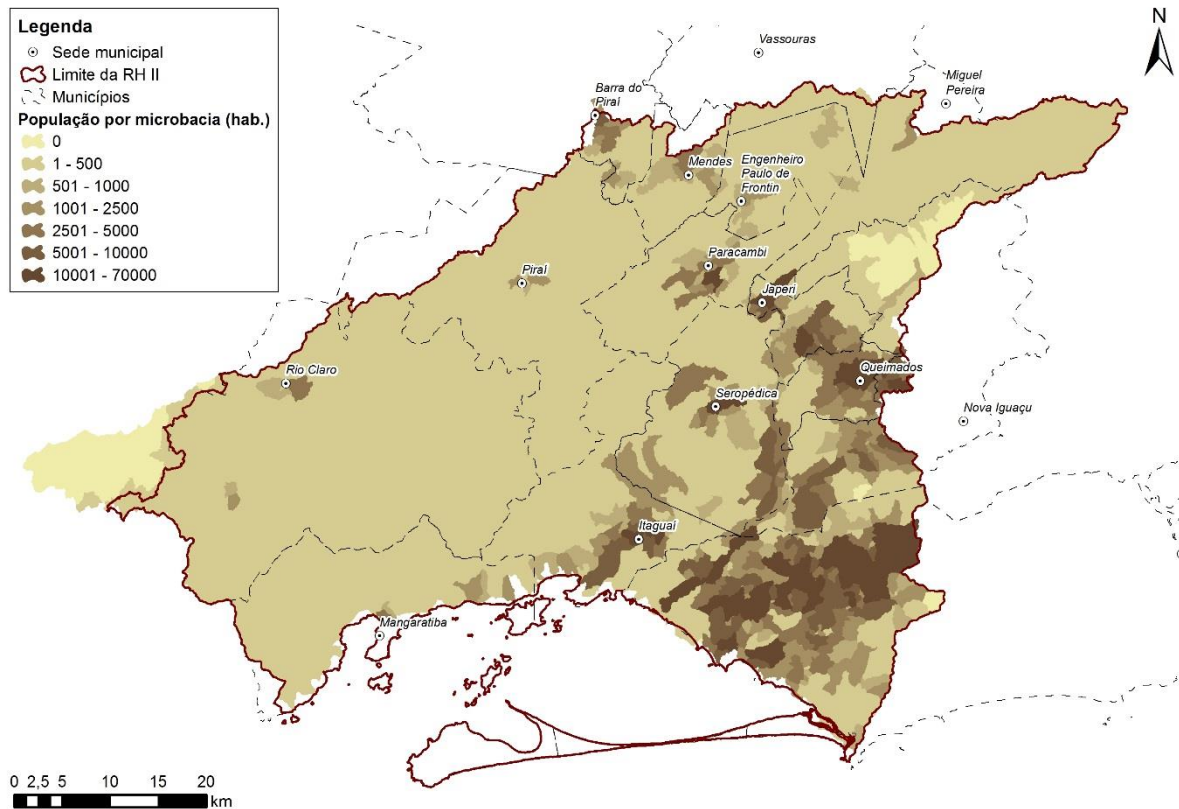 Legenda
Sede municipal
Limite da RH II
Municípios
População por microbacia (hab.)
0
1 - 500
501 - 1000
1001 - 2500
2501 - 5000
5001 - 10000
10001 - 70000
N
Vassouras
Miguel
Pereira
Barra do
Piraí
Mendes
Engenheiro
Paulo de
Frontin
Paracambi
Piraí
Japeri
Rio Claro
Queimados
Seropédica
Nova Iguaçu
Itaguaí
Mangaratiba
0 2,5 5 10 15 20
km